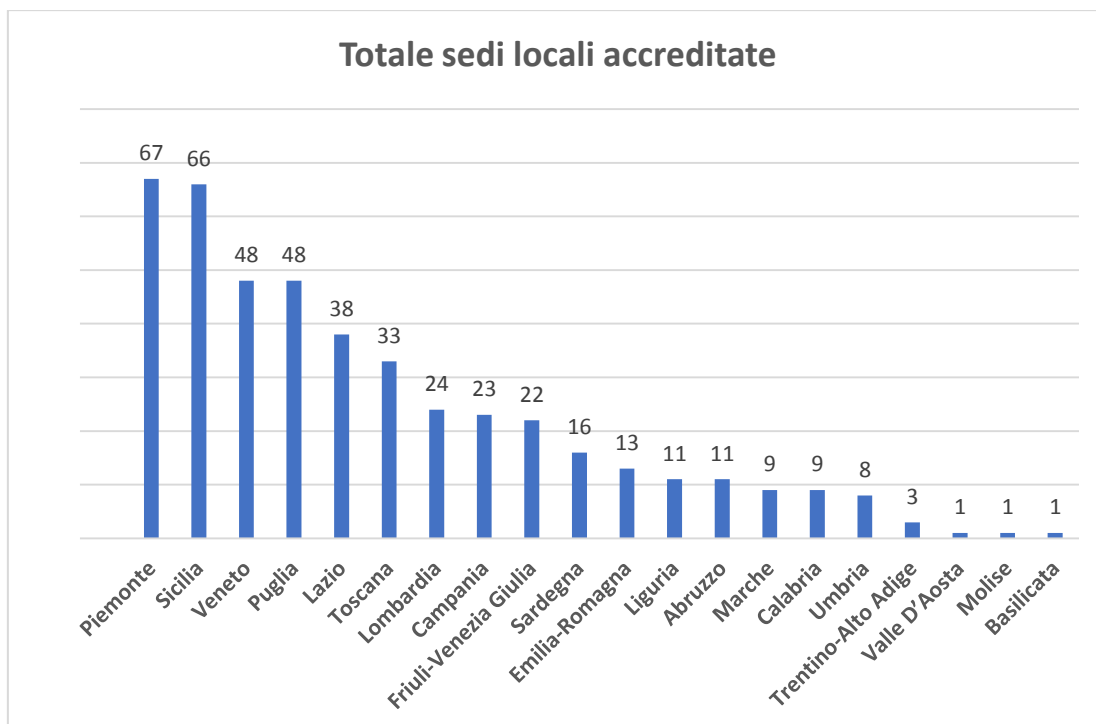 Totale sedi locali accreditate
67
66
48
48
38
33
24
23
22
16
13
11
11
9
9
8
3
1
1
1
Piemonte
Sicilia
Veneto
Puglia
Lazio
Toscana
Lombardia
Campania
Friuli-Venezia Giulia
Sardegna
Emilia-Romagna
Liguria
Abruzzo
Marche
Calabria
Umbria
Trentino-Alto Adige
Valle D’Aosta
Molise
Basilicata